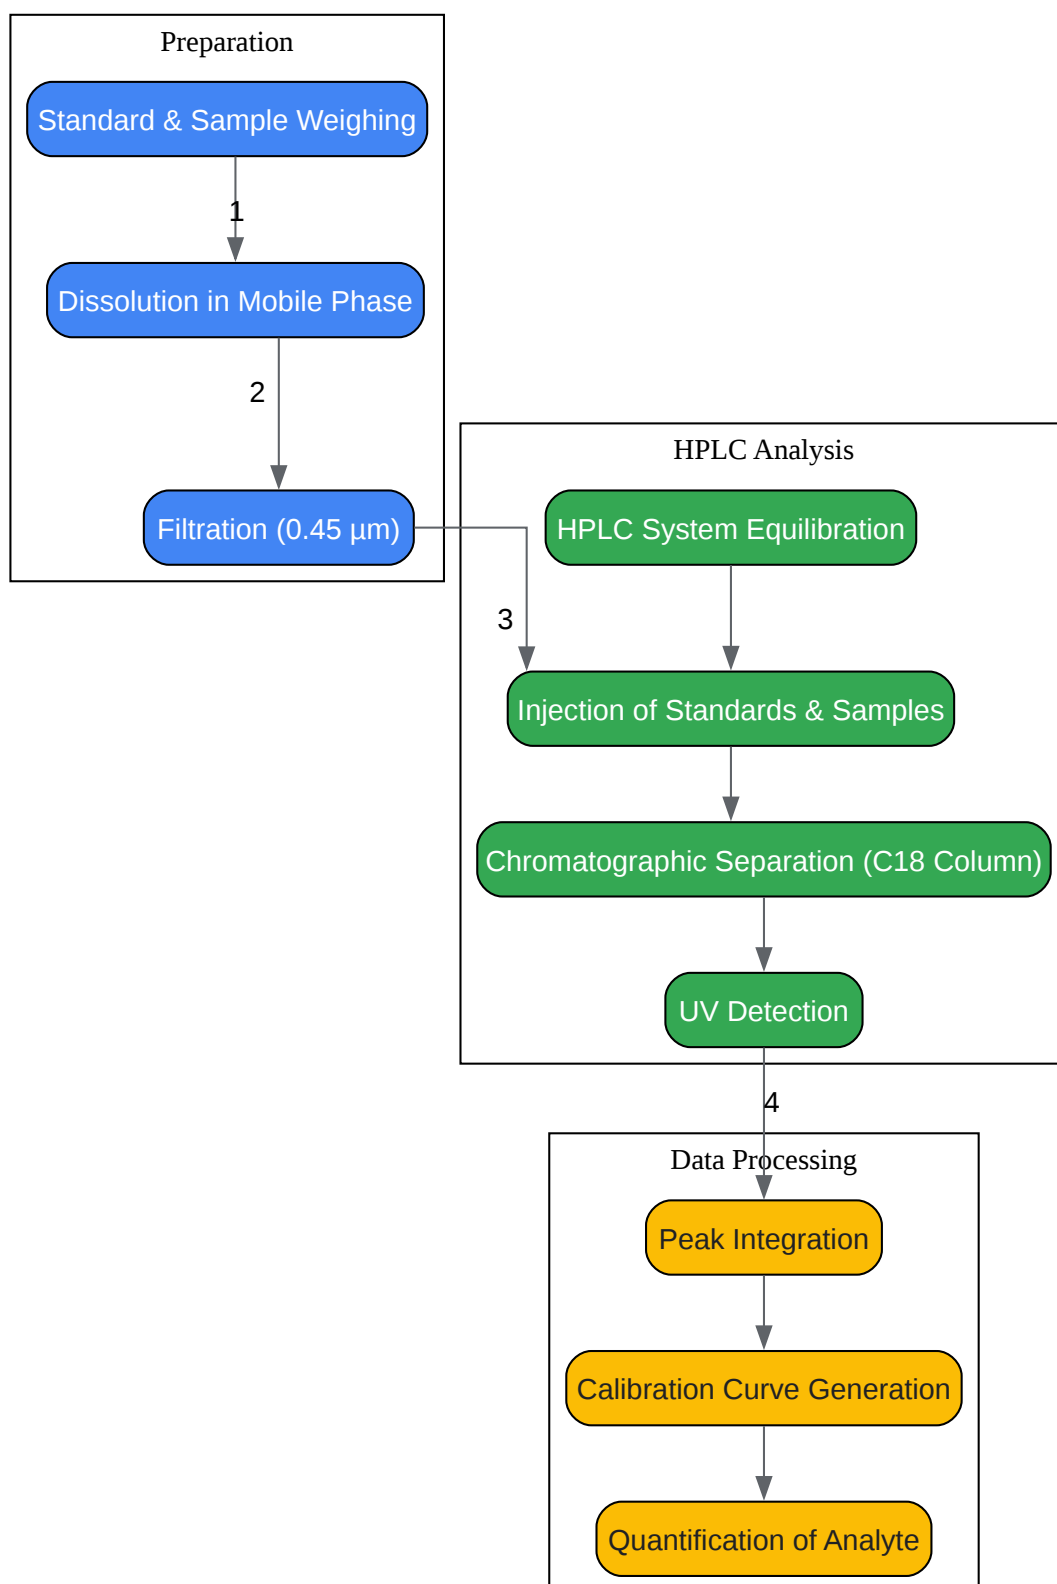 Preparation
Standard & Sample Weighing
1
Dissolution in Mobile Phase
2
Filtration (0.45 µm)
3
HPLC Analysis
HPLC System Equilibration
Injection of Standards & Samples
Chromatographic Separation (C18 Column)
UV Detection
4
Data Processing
Peak Integration
Calibration Curve Generation
Quantification of Analyte